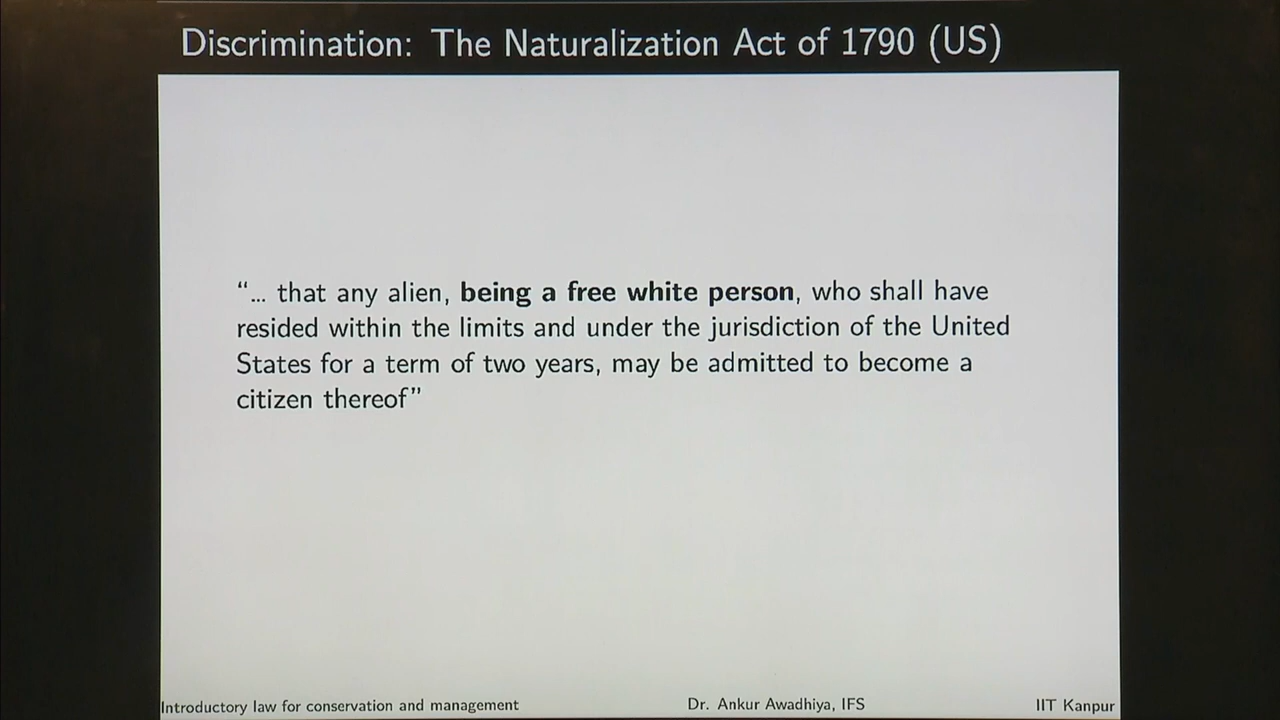 Discrimination: The Naturalization Act of 1790 (US)
“... that any alien, being a free white person, who shall have
resided within the limits and under the jurisdiction of the United
States for a term of two years, may be admitted to become a
citizen thereof”
Introductory law for conservation and management Dr. Ankur Awadhiya, IFS IIT Kanpur